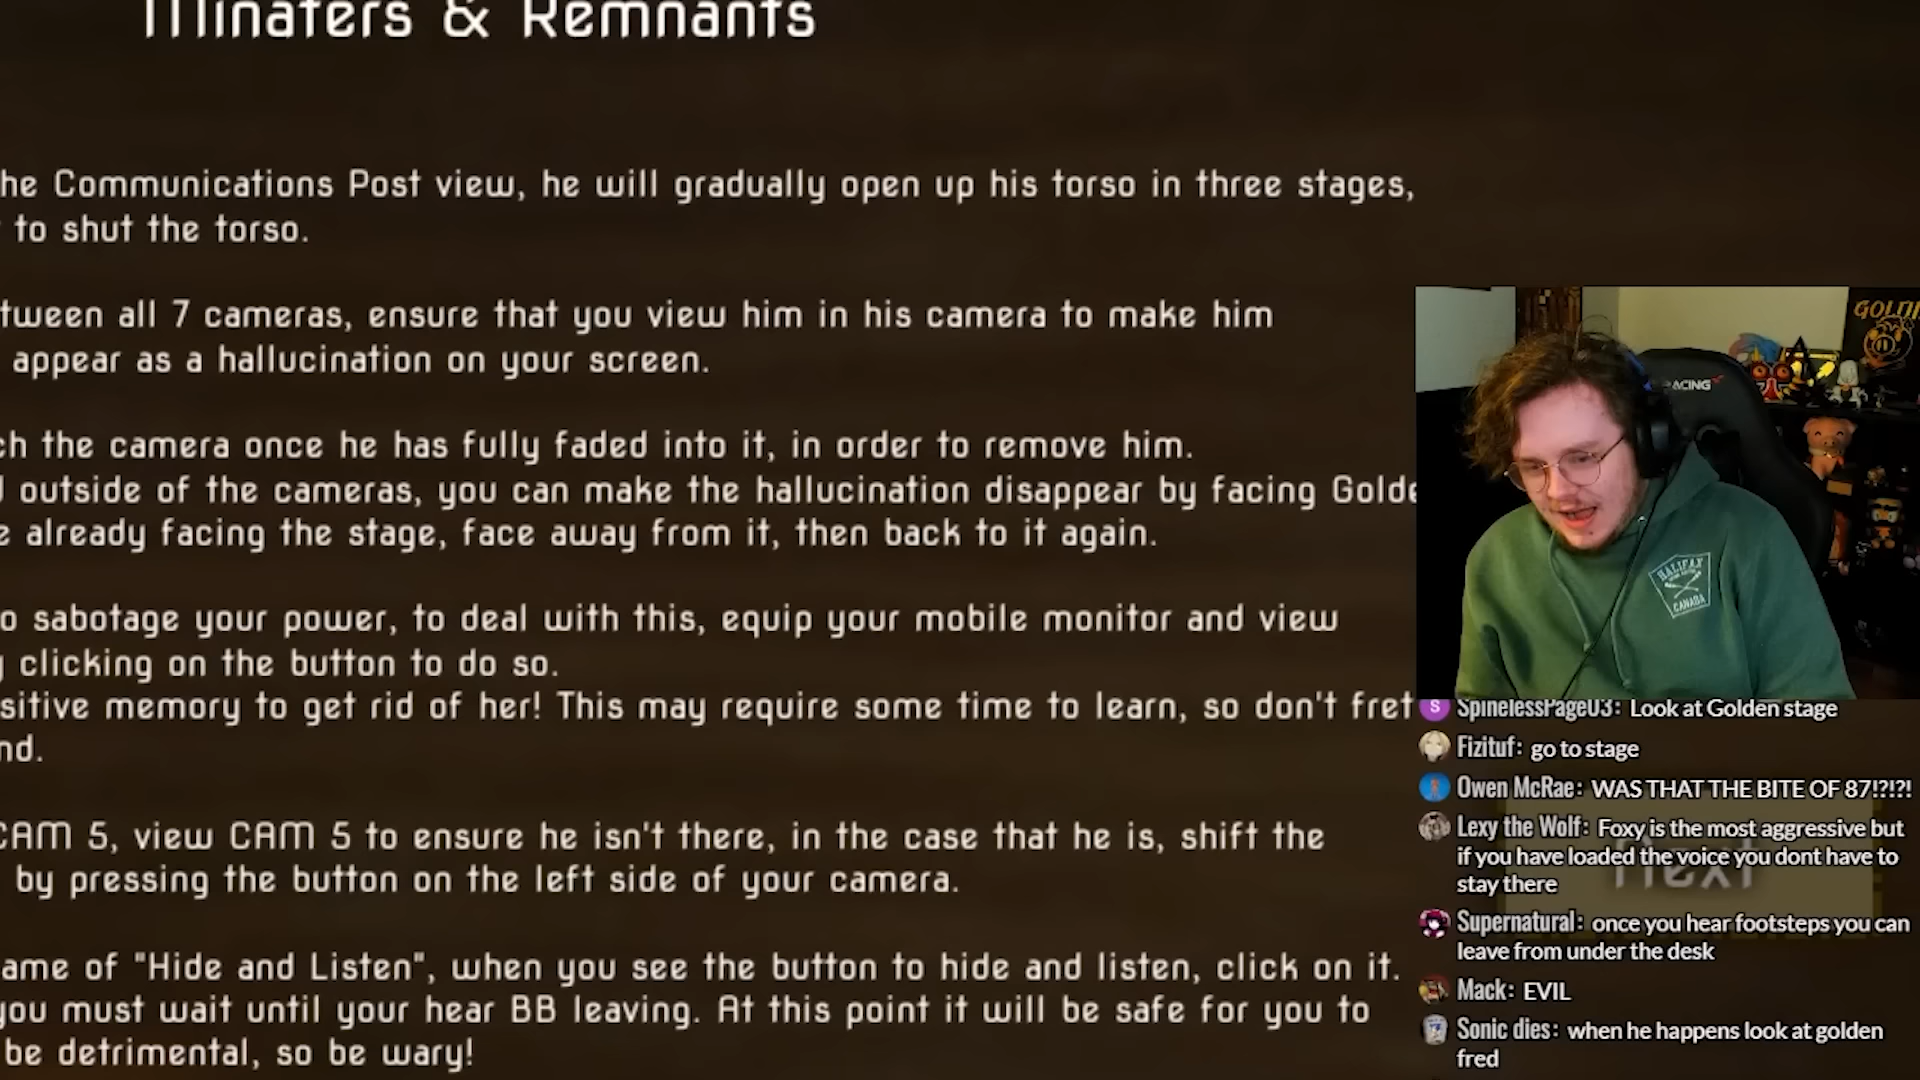 Minaters & Remnants
he Communications Post view, he will gradually open up his torso in three stages,
to shut the torso.
tween all 7 cameras, ensure that you view him in his camera to make him
appear as a hallucination on your screen.
ch the camera once he has fully faded into it, in order to remove him.
outside of the cameras, you can make the hallucination disappear by facing Golde
e already facing the stage, face away from it, then back to it again.
o sabotage your power, to deal with this, equip your mobile monitor and view
clicking on the button to do so.
sitive memory to get rid of her! This may require some time to learn, so don't fret
nd.
CAM 5, view CAM 5 to ensure he isn't there, in the case that he is, shift the
by pressing the button on the left side of your camera.
ame of "Hide and Listen", when you see the button to hide and listen, click on it.
you must wait until your hear BB leaving. At this point it will be safe for you to
be detrimental, so be wary!
GOLDI
RACING
HALIFAX
CANADA
S SpinelessPage03: Look at Golden stage
Fizituf: go to stage
Owen McRae: WAS THAT THE BITE OF 87!?!?!
Lexy the Wolf: Foxy is the most aggressive but
if you have loaded the voice you dont have to
stay there
next
Supernatural: once you hear footsteps you can
leave from under the desk
Mack: EVIL
Sonic dies: when he happens look at golden
fred